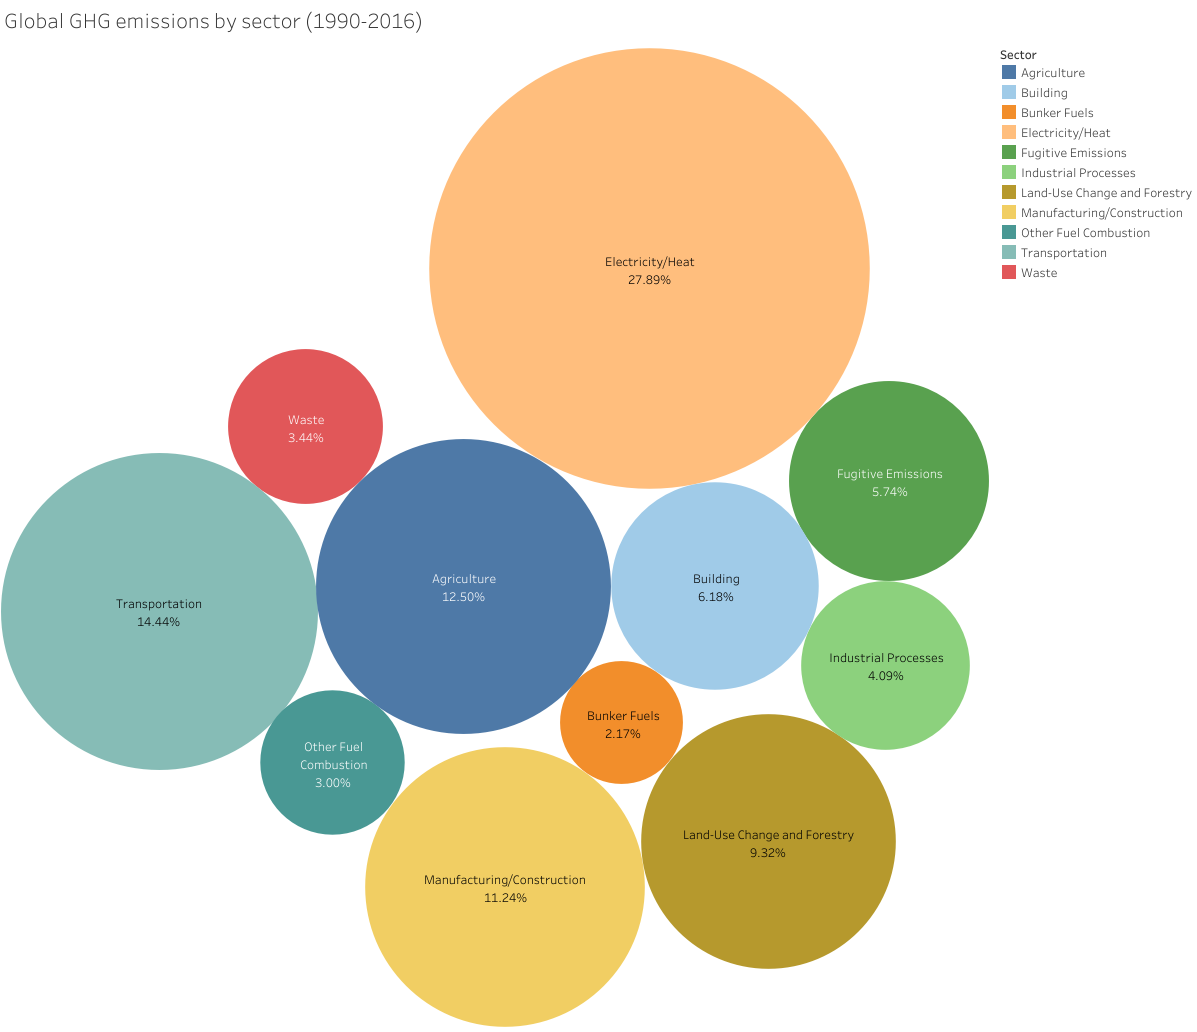 Global GHG emissions by sector (1990-2016)
Sector
Agriculture
Building
Bunker Fuels
Electricity/Heat
Fugitive Emissions
Industrial Processes
Land-Use Change and Forestry
Manufacturing/Construction
Other Fuel Combustion
Transportation
Waste
Electricity/Heat
27.89%
Waste
3.44%
Fugitive Emissions
5.74%
Agriculture
12.50%
Building
6.18%
Transportation
14.44%
Industrial Processes
4.09%
Bunker Fuels
2.17%
Other Fuel
Combustion
3.00%
Land-Use Change and Forestry
9.32%
Manufacturing/Construction
11.24%